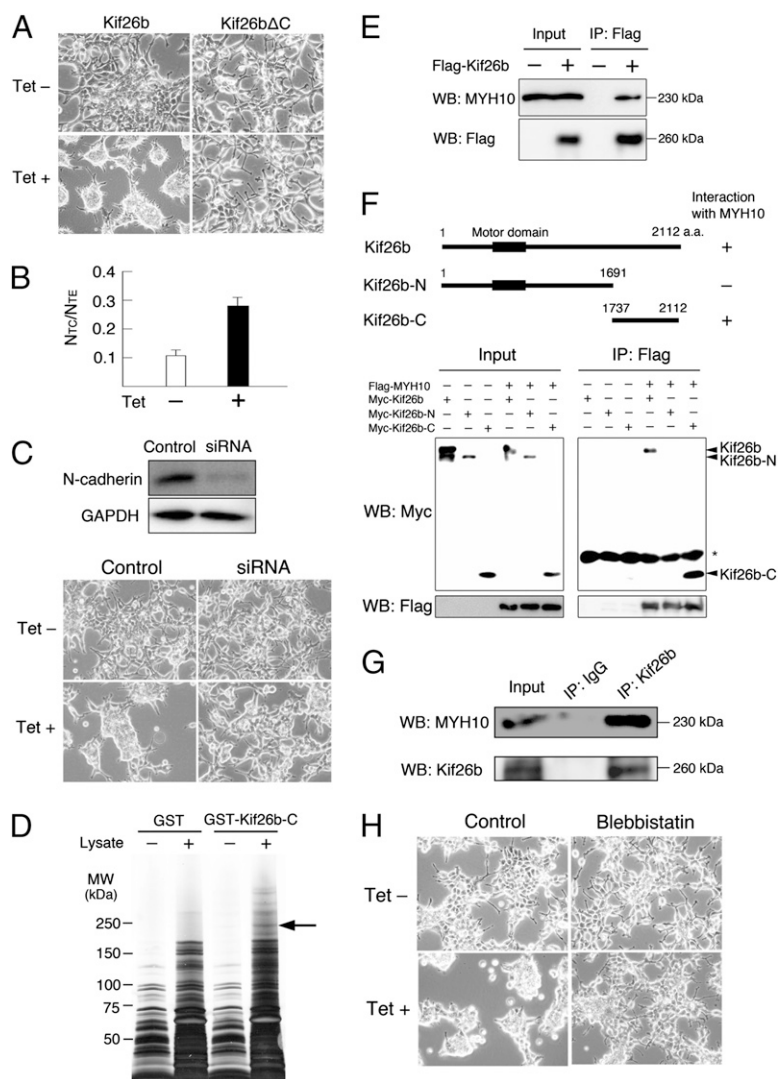 A
Kif26b Kif26bΔC
Tet −
Tet +
B
NTC/NTE
0.4
0.3
0.2
0.1
Tet − +
C
Control siRNA
N-cadherin
GAPDH
Control siRNA
Tet −
Tet +
D
GST GST-Kif26b-C
Lysate − + − +
MW
(kDa)
250
150
100
75
50
E
Input IP: Flag
Flag-Kif26b − + − +
WB: MYH10 230 kDa
WB: Flag 260 kDa
F
Interaction
with MYH10
1 Motor domain 2112 a.a.
Kif26b +
1 1691
Kif26b-N −
1737 2112
Kif26b-C +
Input IP: Flag
Flag-MYH10 − − − + + + − − − + + +
Myc-Kif26b + − − + − − + − − + − −
Myc-Kif26b-N − + − − + − − + − − + −
Myc-Kif26b-C − − + − − + − − + − − +
Kif26b
Kif26b-N
WB: Myc
*
Kif26b-C
WB: Flag
G
Input IP: IgG IP: Kif26b
WB: MYH10 230 kDa
WB: Kif26b 260 kDa
H
Control Blebbistatin
Tet −
Tet +